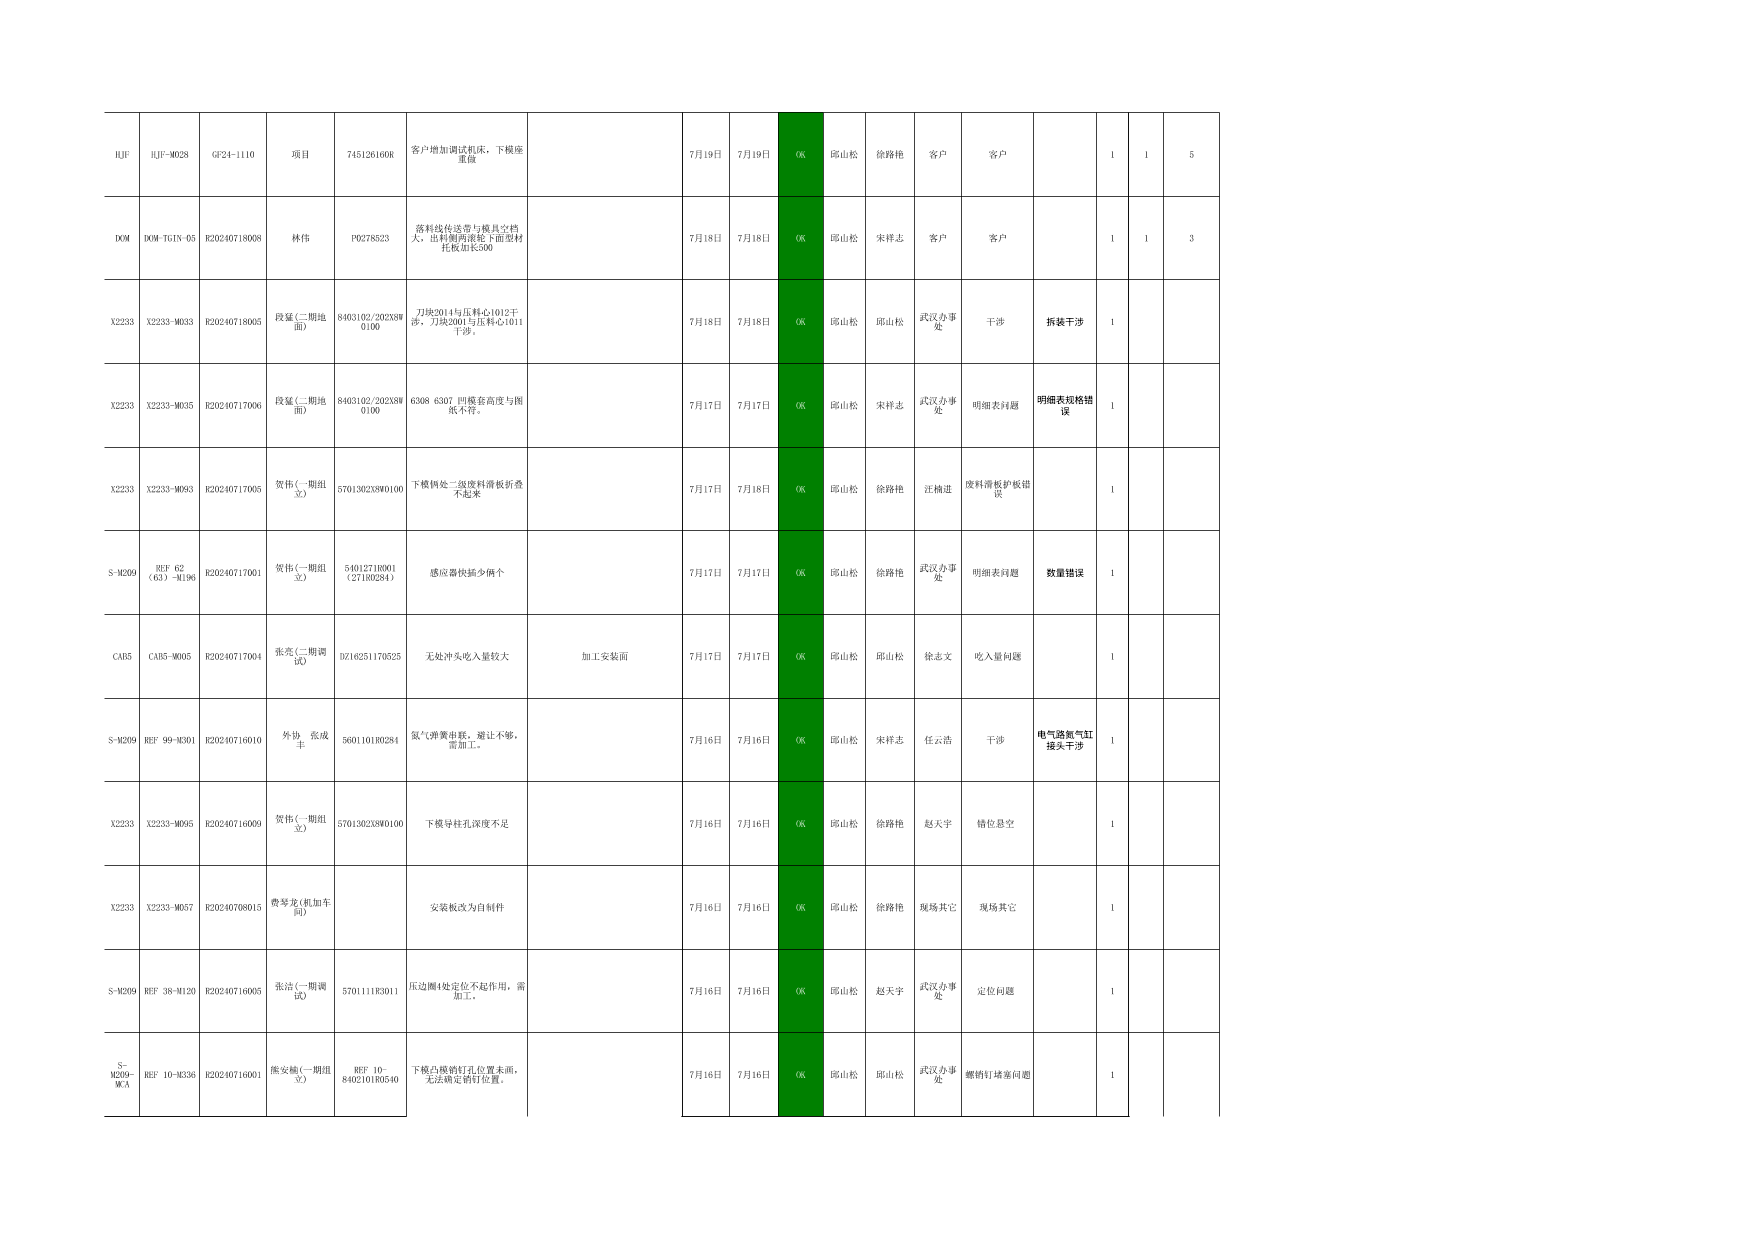 HJF HJF-M028 GF24-1110 项目 745126160R 客户增加调试机床，下模座重做 7月19日 7月19日 OK 邱山松 徐路艳 客户 客户 1 1 5
DOM DOM-TGIN-05 R20240718008 林伟 P0278523 落料线传送带与模具空档大，出料侧两滚轮下面型材托板加长500 7月18日 7月18日 OK 邱山松 宋祥志 客户 客户 1 1 3
X2233 X2233-M033 R20240718005 段猛(二期地面) 8403102/202X8W0100 刀块2014与压料心1012干涉，刀块2001与压料心1011干涉。 7月18日 7月18日 OK 邱山松 邱山松 武汉办事处 干涉 拆装干涉 1
X2233 X2233-M035 R20240717006 段猛(二期地面) 8403102/202X8W0100 6308 6307 凹模套高度与图纸不符。 7月17日 7月17日 OK 邱山松 宋祥志 武汉办事处 明细表问题 明细表规格错误 1
X2233 X2233-M093 R20240717005 贺伟(一期组立) 5701302X8W0100 下模俩处二级废料滑板折叠不起来 7月17日 7月18日 OK 邱山松 徐路艳 汪楠进 废料滑板护板错误 1
S-M209 REF 62（63）-M196 R20240717001 贺伟(一期组立) 5401271R001（271R0284） 感应器快插少俩个 7月17日 7月17日 OK 邱山松 徐路艳 武汉办事处 明细表问题 数量错误 1
CAB5 CAB5-M005 R20240717004 张亮(二期调试) DZ16251170525 无处冲头吃入量较大 加工安装面 7月17日 7月17日 OK 邱山松 邱山松 徐志文 吃入量问题 1
S-M209 REF 99-M301 R20240716010 外协 张成丰 5601101R0284 氮气弹簧串联，避让不够，需加工。 7月16日 7月16日 OK 邱山松 宋祥志 任云浩 干涉 电气路氮气缸接头干涉 1
X2233 X2233-M095 R20240716009 贺伟(一期组立) 5701302X8W0100 下模导柱孔深度不足 7月16日 7月16日 OK 邱山松 徐路艳 赵天宇 错位悬空 1
X2233 X2233-M057 R20240708015 费琴龙(机加车间) 安装板改为自制件 7月16日 7月16日 OK 邱山松 徐路艳 现场其它 现场其它 1
S-M209 REF 38-M120 R20240716005 张洁(一期调试) 5701111R3011 压边圈4处定位不起作用，需加工。 7月16日 7月16日 OK 邱山松 赵天宇 武汉办事处 定位问题 1
S-M209-MCA REF 10-M336 R20240716001 熊安楠(一期组立) REF 10-8402101R0540 下模凸模销钉孔位置未画，无法确定销钉位置。 7月16日 7月16日 OK 邱山松 邱山松 武汉办事处 螺销钉堵塞问题 1